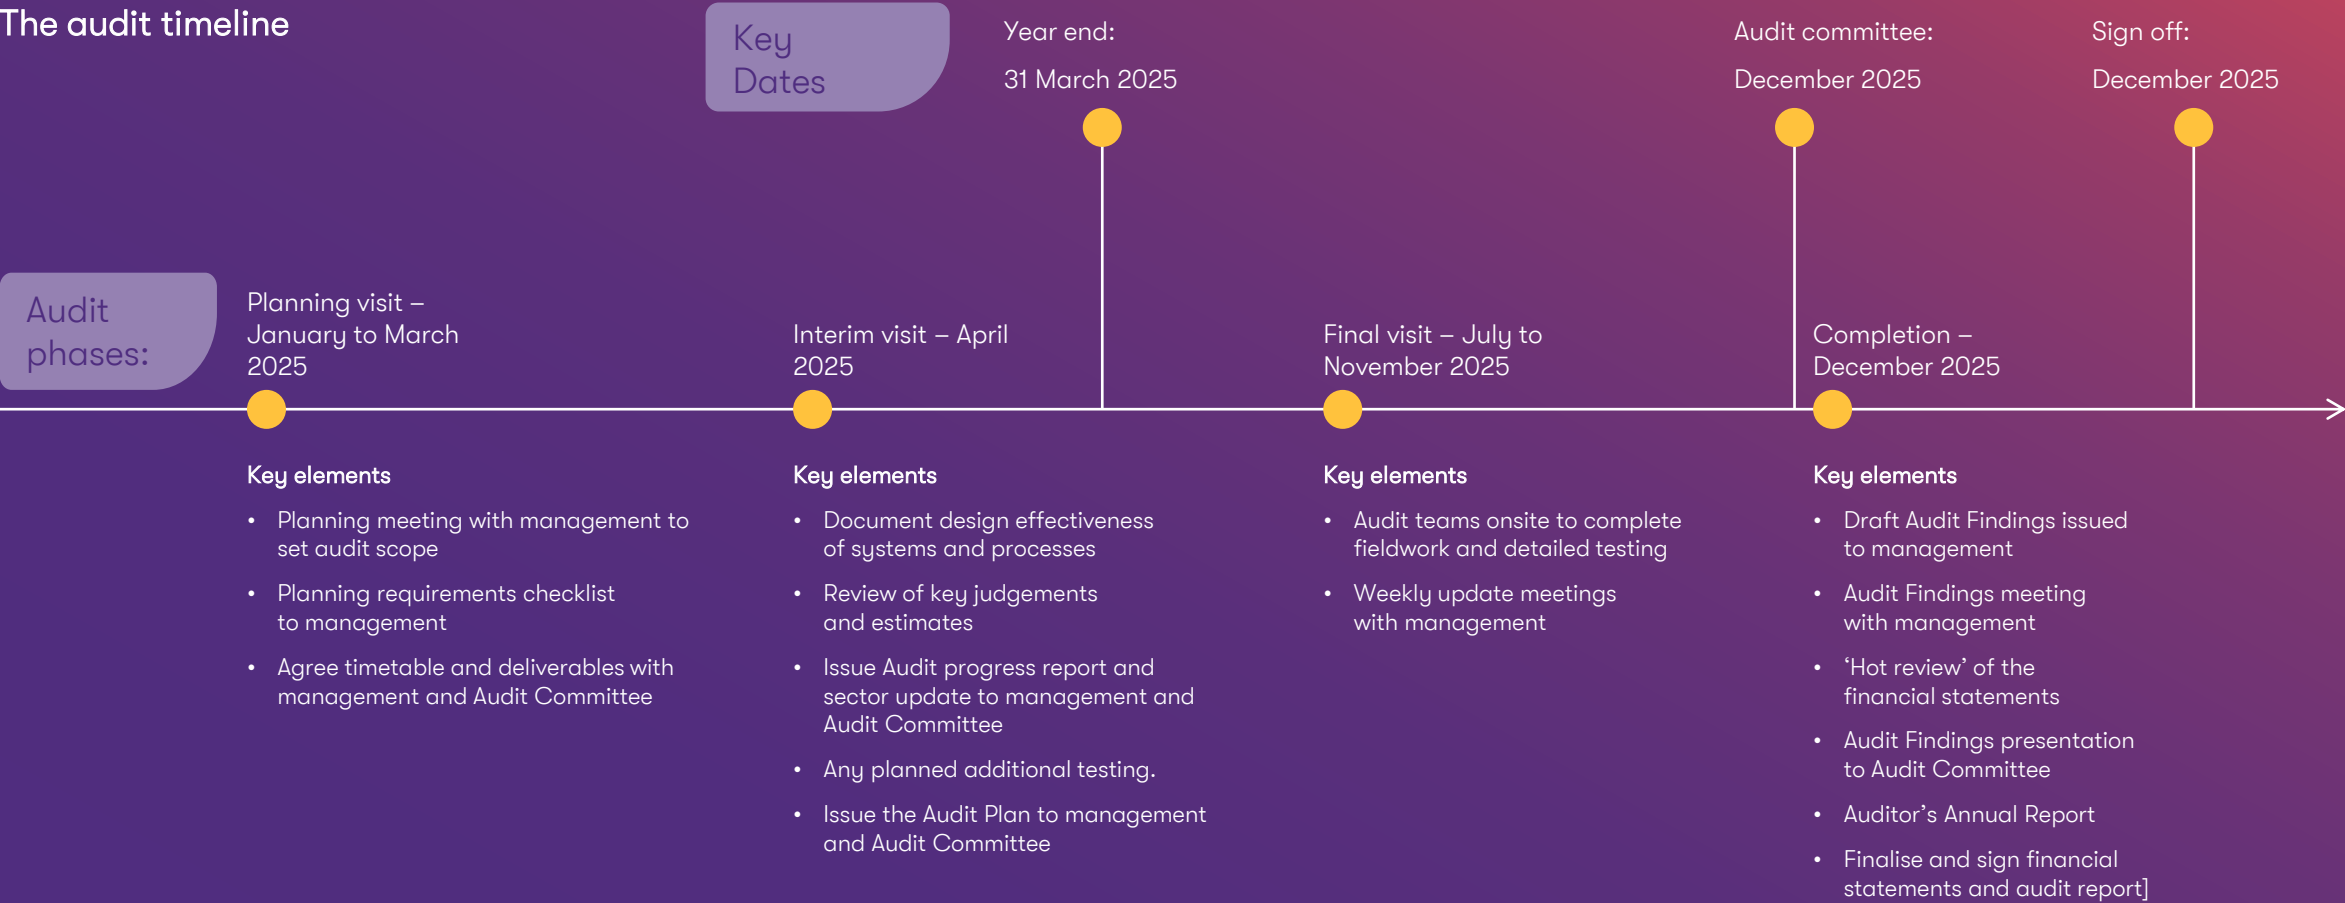 The audit timeline
Key
Dates
Year end:
31 March 2025
Audit committee:
December 2025
Sign off:
December 2025
Audit
phases:
Planning visit –
January to March
2025
Interim visit – April
2025
Final visit – July to
November 2025
Completion –
December 2025
Key elements
• Planning meeting with management to
set audit scope
• Planning requirements checklist
to management
• Agree timetable and deliverables with
management and Audit Committee
Key elements
• Document design effectiveness
of systems and processes
• Review of key judgements
and estimates
• Issue Audit progress report and
sector update to management and
Audit Committee
• Any planned additional testing.
• Issue the Audit Plan to management
and Audit Committee
Key elements
• Audit teams onsite to complete
fieldwork and detailed testing
• Weekly update meetings
with management
Key elements
• Draft Audit Findings issued
to management
• Audit Findings meeting
with management
• ‘Hot review’ of the
financial statements
• Audit Findings presentation
to Audit Committee
• Auditor’s Annual Report
• Finalise and sign financial
statements and audit report]